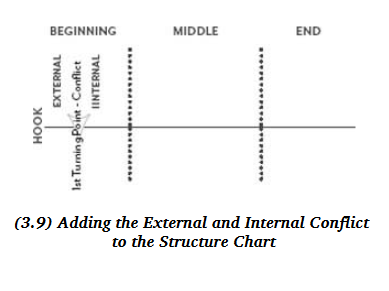 BEGINNING
MIDDLE
END
HOOK
EXTERNAL
1st Turning Point - Conflict
IINTERNAL
(3.9) Adding the External and Internal Conflict
to the Structure Chart